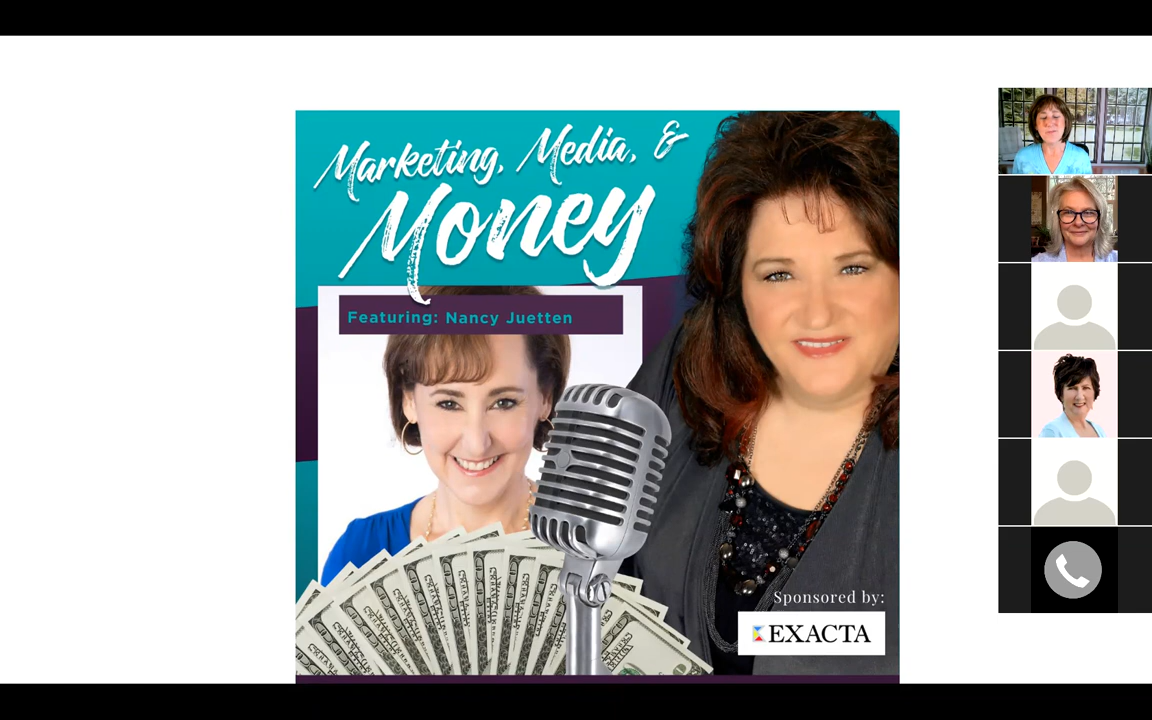 Marketing, Media, &
Money
Featuring: Nancy Juetten
Sponsored by:
EXACTA